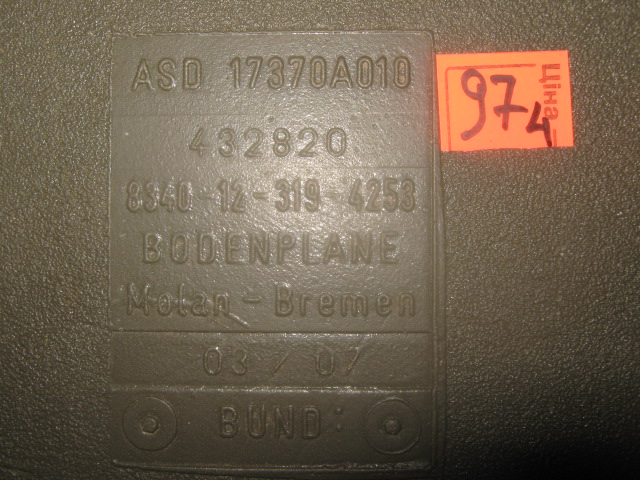 ASD 17370A010
432820
8340-12-319-4253
BODENPLANE
Molan - Bremen
03 / 07
BUND:
Ціна
974